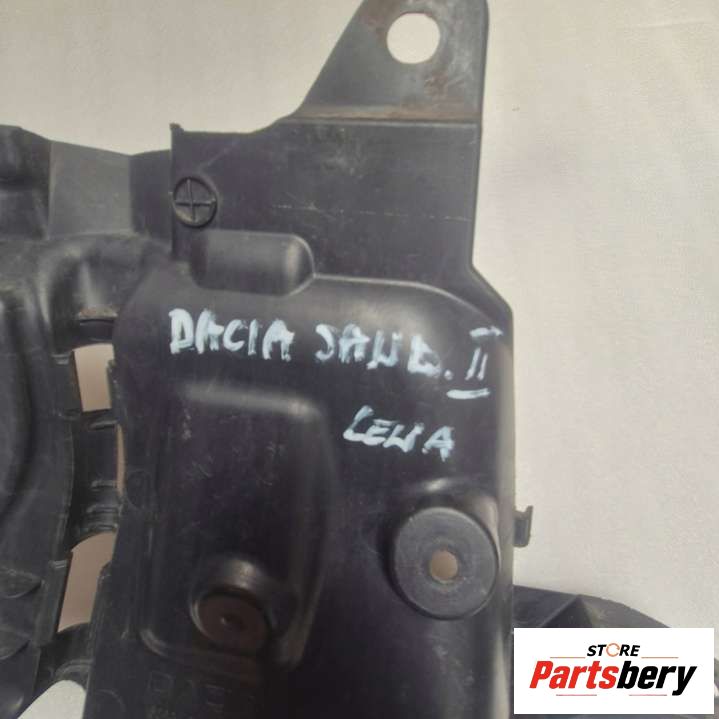 DACIA SAND. II
LEWA
STORE
Partsbery